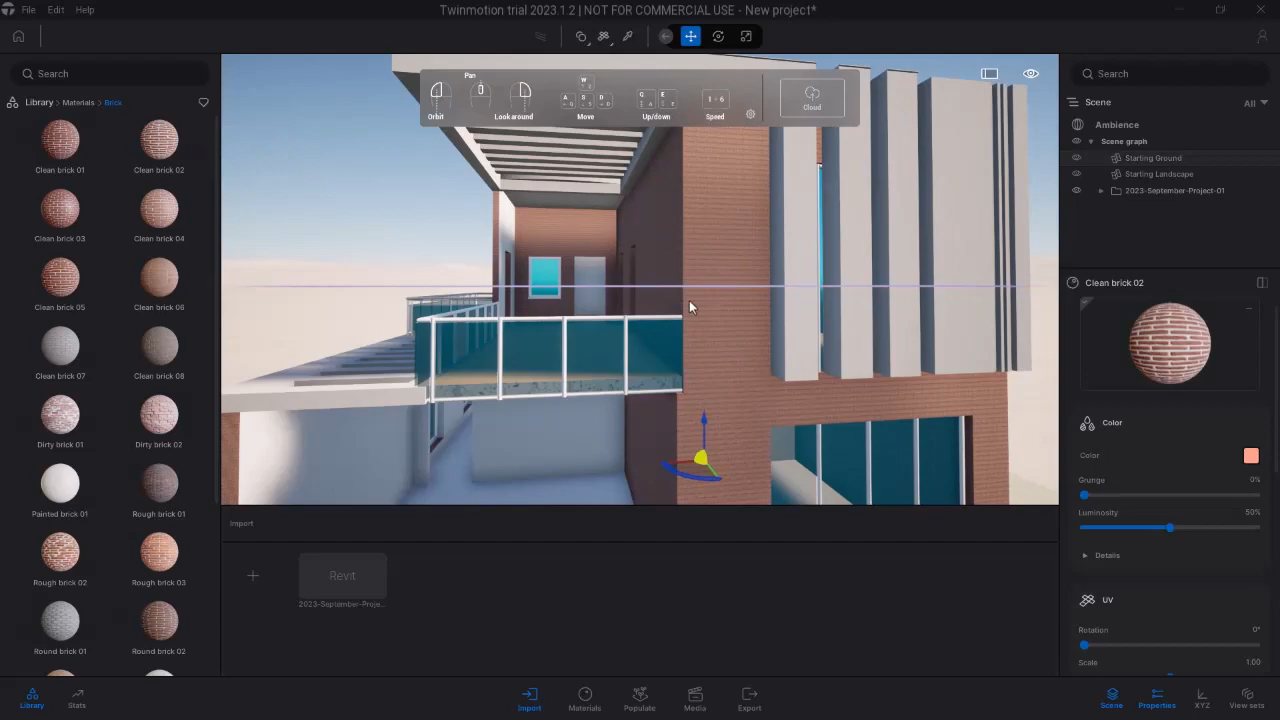 File Edit Help
Twinmotion trial 2023.1.2 | NOT FOR COMMERCIAL USE - New project*
Search
Library > Materials > Brick
Clean brick 01 Clean brick 02
Clean brick 03 Clean brick 04
Clean brick 05 Clean brick 06
Clean brick 07 Clean brick 08
Dirty brick 01 Dirty brick 02
Painted brick 01 Rough brick 01
Rough brick 02 Rough brick 03
Round brick 01 Round brick 02
Pan
Orbit Look around Move Up/down Speed
1 - 6
Cloud
Search
Scene All
Ambience
Scene graph
Starting Ground
Starting Landscape
2023-September-Project-01
Clean brick 02
Color
Color
Grunge 0%
Luminosity 50%
Details
UV
Rotation 0°
Scale 1.00
Import
Revit
2023-September-Proje...
Library Stats
Import Materials Populate Media Export
Scene Properties XYZ View sets